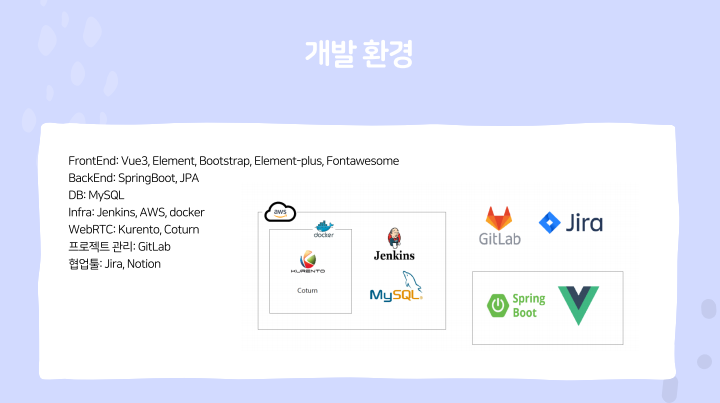 개발 환경
FrontEnd: Vue3, Element, Bootstrap, Element-plus, Fontawesome
BackEnd: SpringBoot, JPA
DB: MySQL
Infra: Jenkins, AWS, docker
WebRTC: Kurento, Coturn
프로젝트 관리: GitLab
협업툴: Jira, Notion
aws
docker
KURENTO
Coturn
Jenkins
MySQL
GitLab
Jira
Spring
Boot